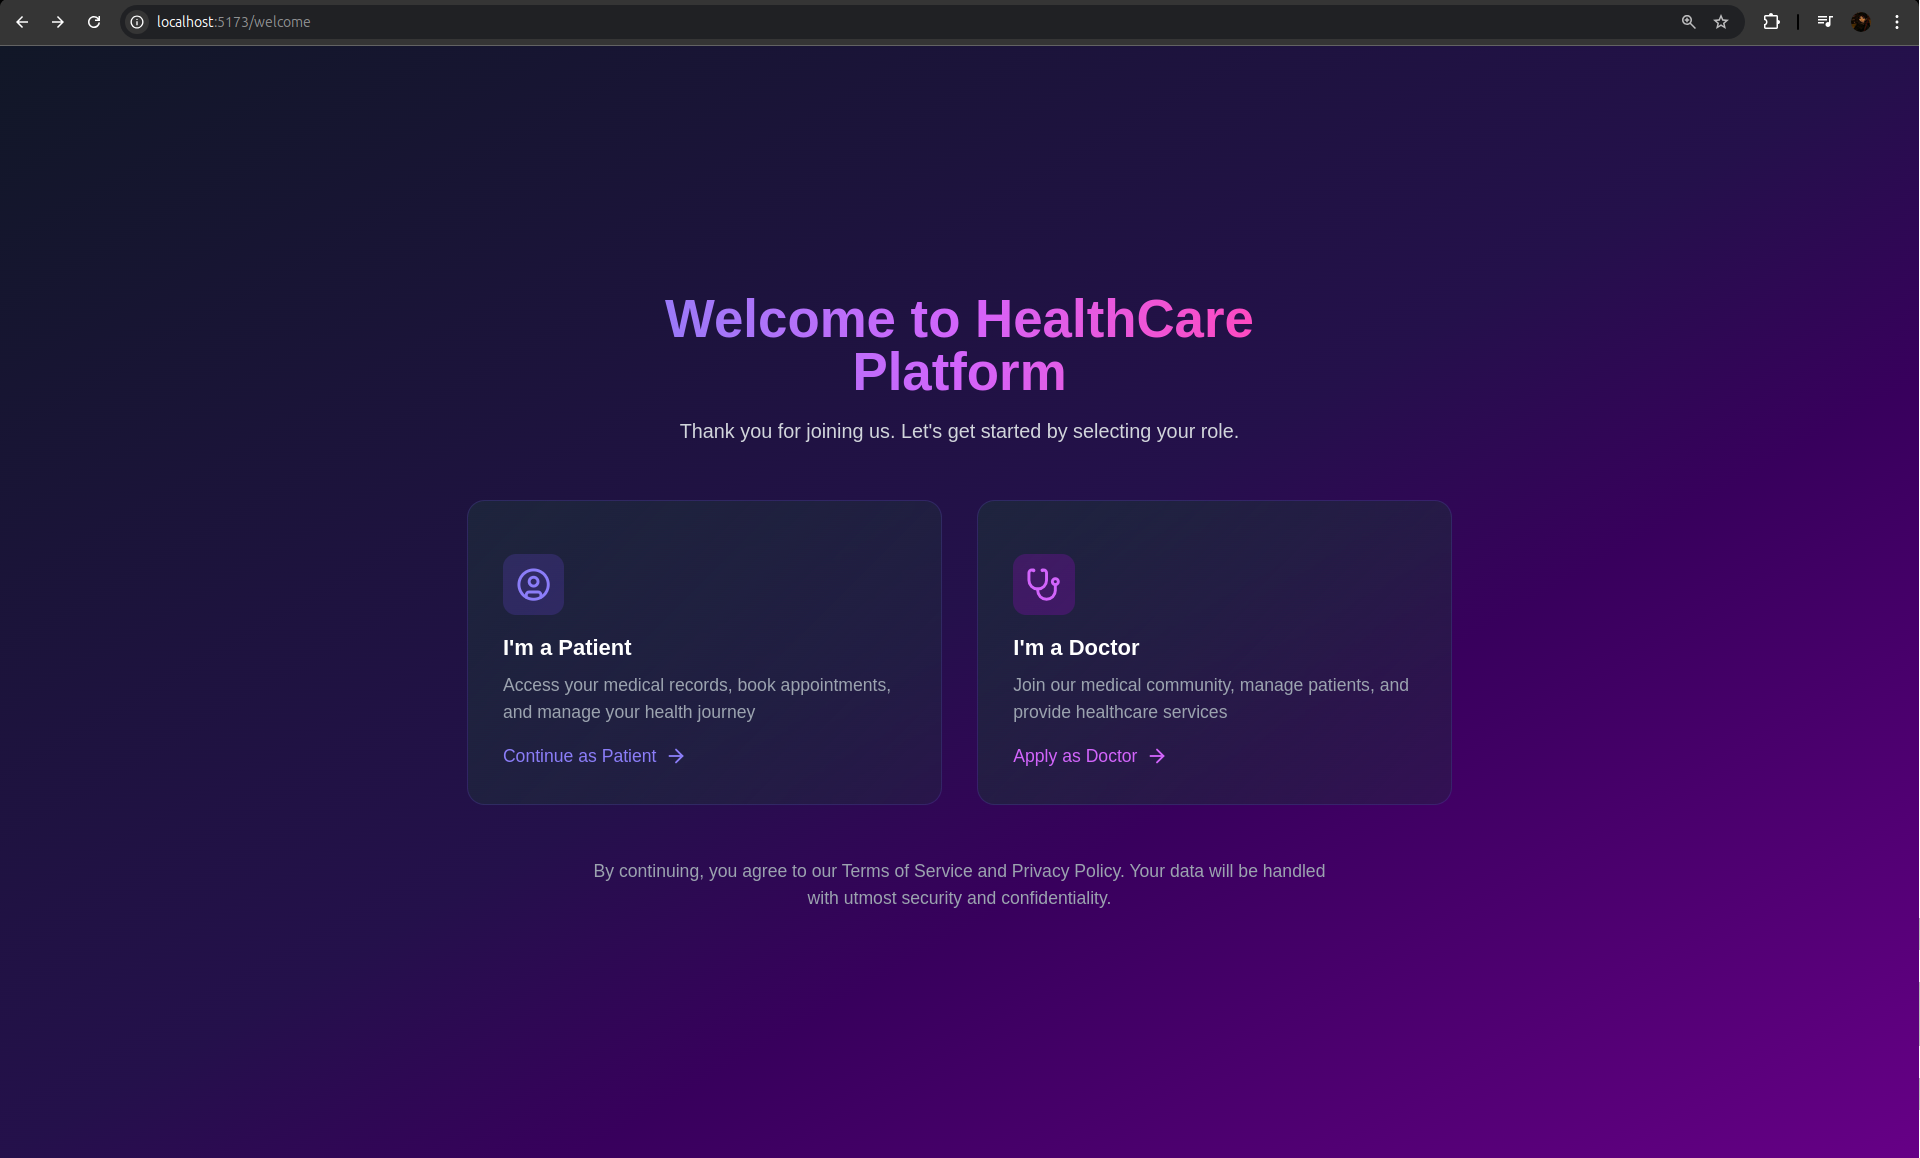 localhost:5173/welcome
Welcome to HealthCare
Platform
Thank you for joining us. Let's get started by selecting your role.
I'm a Patient
Access your medical records, book appointments,
and manage your health journey
Continue as Patient
I'm a Doctor
Join our medical community, manage patients, and
provide healthcare services
Apply as Doctor
By continuing, you agree to our Terms of Service and Privacy Policy. Your data will be handled
with utmost security and confidentiality.